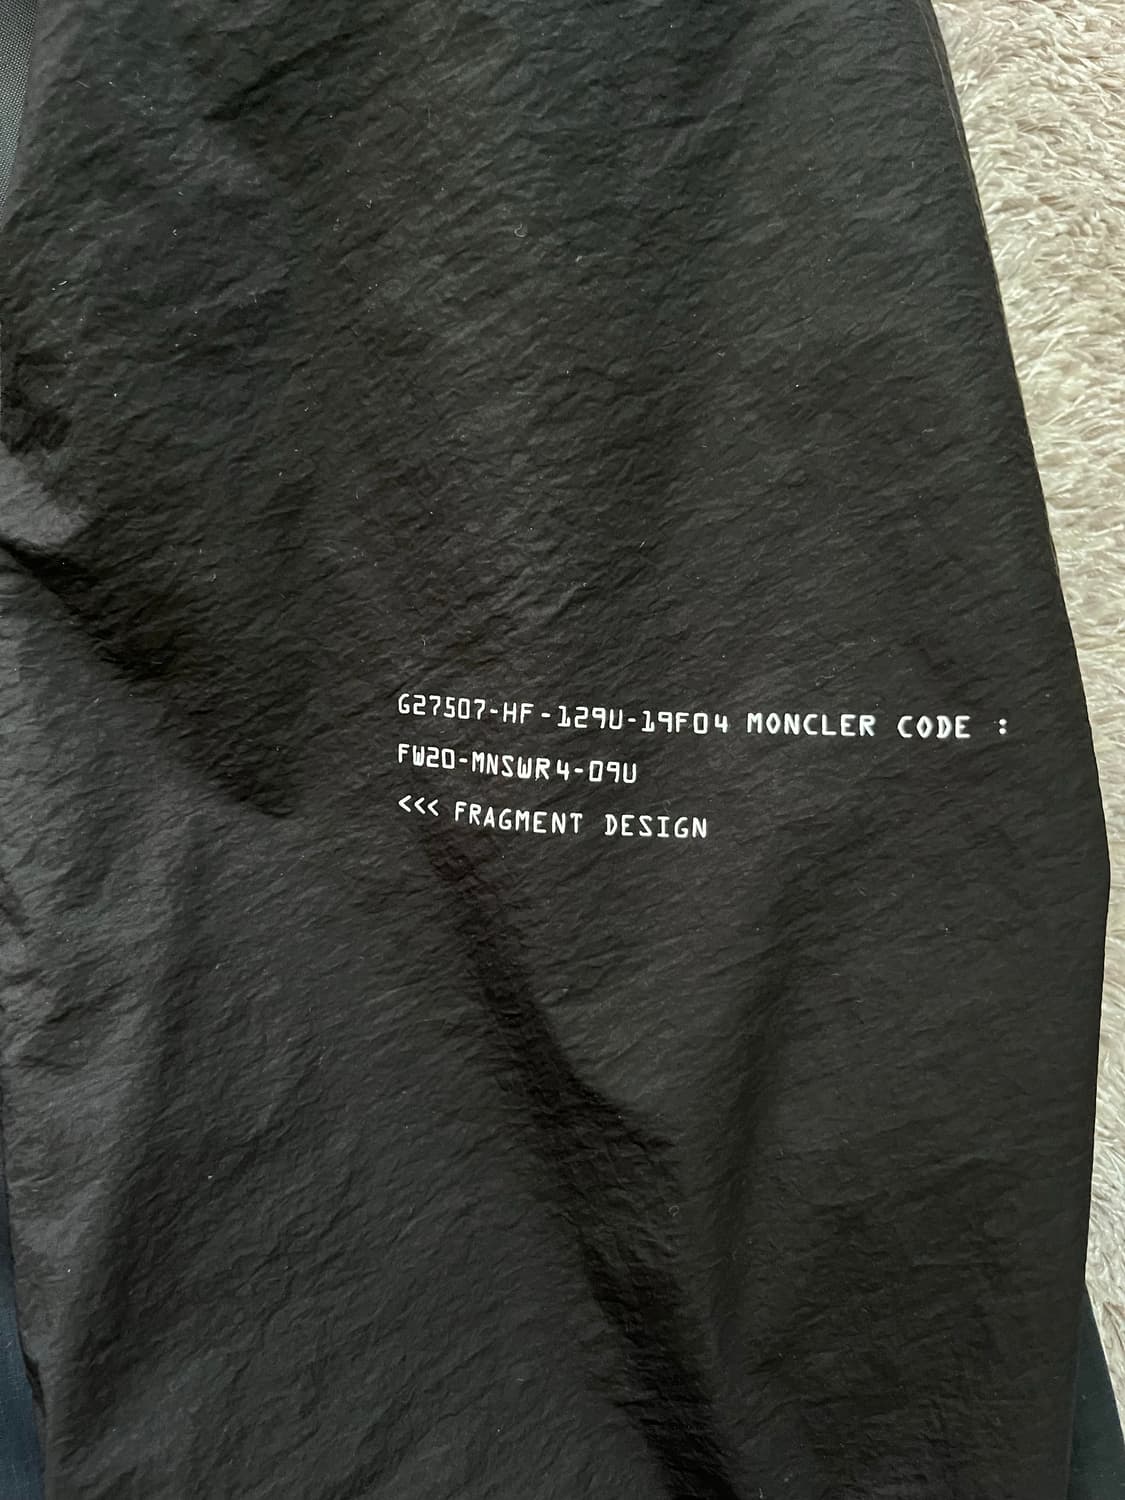 G27507-HF-129U-19F04 MONCLER CODE :
FW20-MNSWR4-09U
<<< FRAGMENT DESIGN